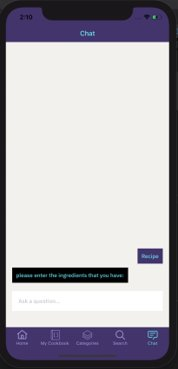 2:10
Chat
Recipe
please enter the ingredients that you have:
Ask a question...
Home
My Cookbook
Categories
Search
Chat